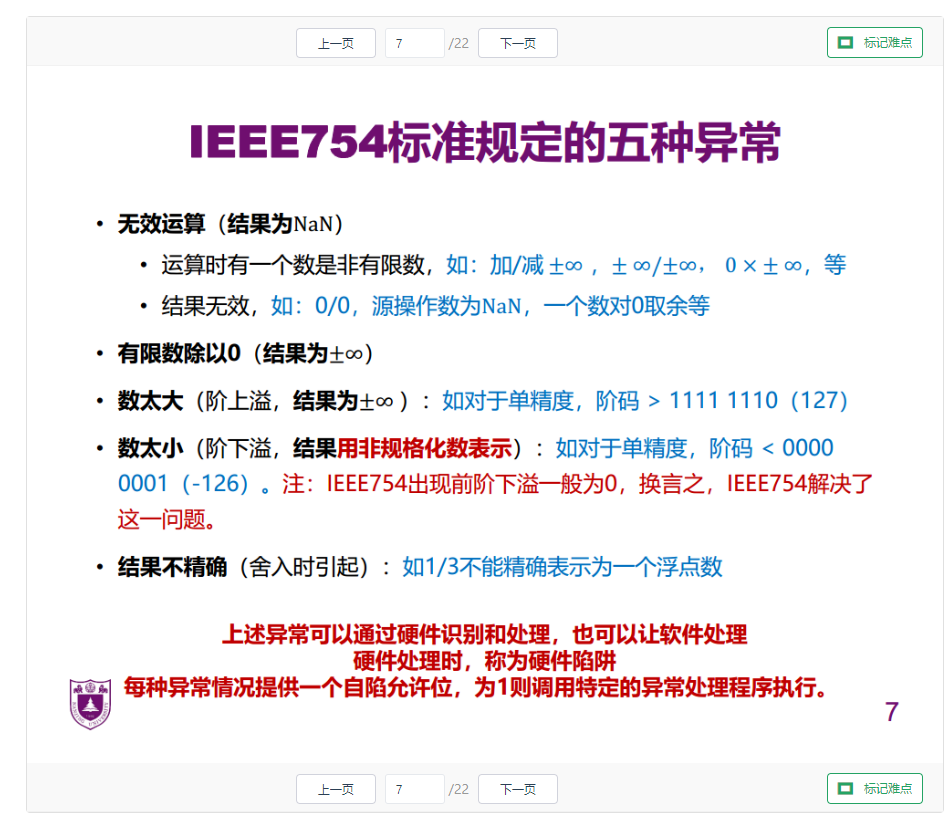 上一页 7 /22 下一页 标记难点
IEEE754标准规定的五种异常
• 无效运算（结果为NaN）
• 运算时有一个数是非有限数，如：加/减 ±∞ ，± ∞/±∞， 0 × ± ∞，等
• 结果无效，如：0/0，源操作数为NaN，一个数对0取余等
• 有限数除以0（结果为±∞）
• 数太大（阶上溢，结果为±∞ ）：如对于单精度，阶码 > 1111 1110（127）
• 数太小（阶下溢，结果用非规格化数表示）：如对于单精度，阶码 < 0000
0001（-126）。注：IEEE754出现前阶下溢一般为0，换言之，IEEE754解决了
这一问题。
• 结果不精确（舍入时引起）：如1/3不能精确表示为一个浮点数
上述异常可以通过硬件识别和处理，也可以让软件处理
硬件处理时，称为硬件陷阱
每种异常情况提供一个自陷允许位，为1则调用特定的异常处理程序执行。
7
上一页 7 /22 下一页 标记难点